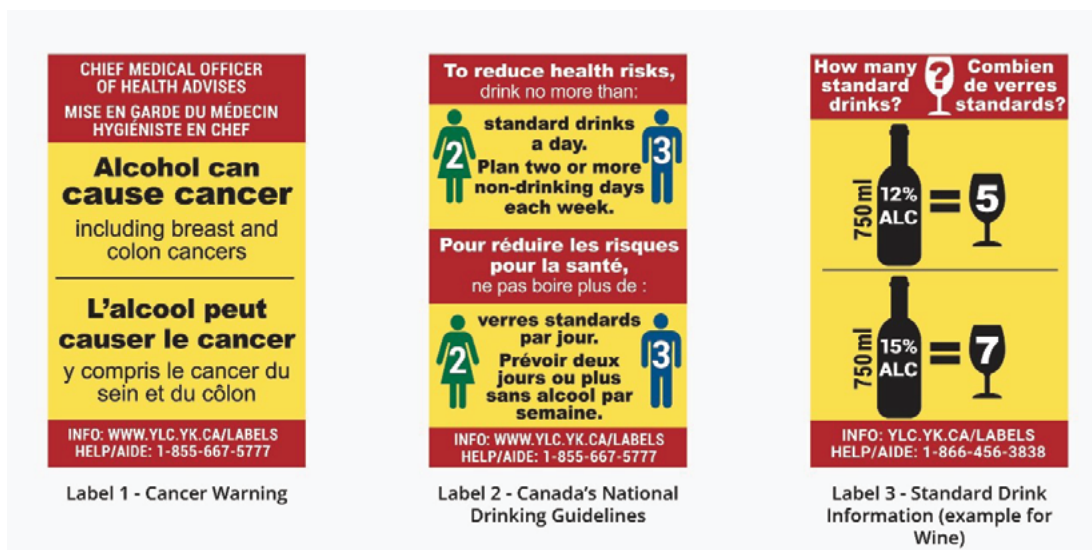 CHIEF MEDICAL OFFICER
OF HEALTH ADVISES
MISE EN GARDE DU MÉDECIN
HYGIÉNISTE EN CHEF
Alcohol can
cause cancer
including breast and
colon cancers
L'alcool peut
causer le cancer
y compris le cancer du
sein et du côlon
INFO: WWW.YLC.YK.CA/LABELS
HELP/AIDE: 1-855-667-5777
Label 1 - Cancer Warning
To reduce health risks,
drink no more than:
2
standard drinks
a day.
Plan two or more
non-drinking days
each week.
3
Pour réduire les risques
pour la santé,
ne pas boire plus de :
2
verres standards
par jour.
Prévoir deux
jours ou plus
sans alcool par
semaine.
3
INFO: WWW.YLC.YK.CA/LABELS
HELP/AIDE: 1-855-667-5777
Label 2 - Canada's National
Drinking Guidelines
How many
standard
drinks?
?
Combien
de verres
standards?
750 ml
12%
ALC
= 5
750 ml
15%
ALC
= 7
INFO: YLC.YK.CA/LABELS
HELP/AIDE: 1-866-456-3838
Label 3 - Standard Drink
Information (example for
Wine)